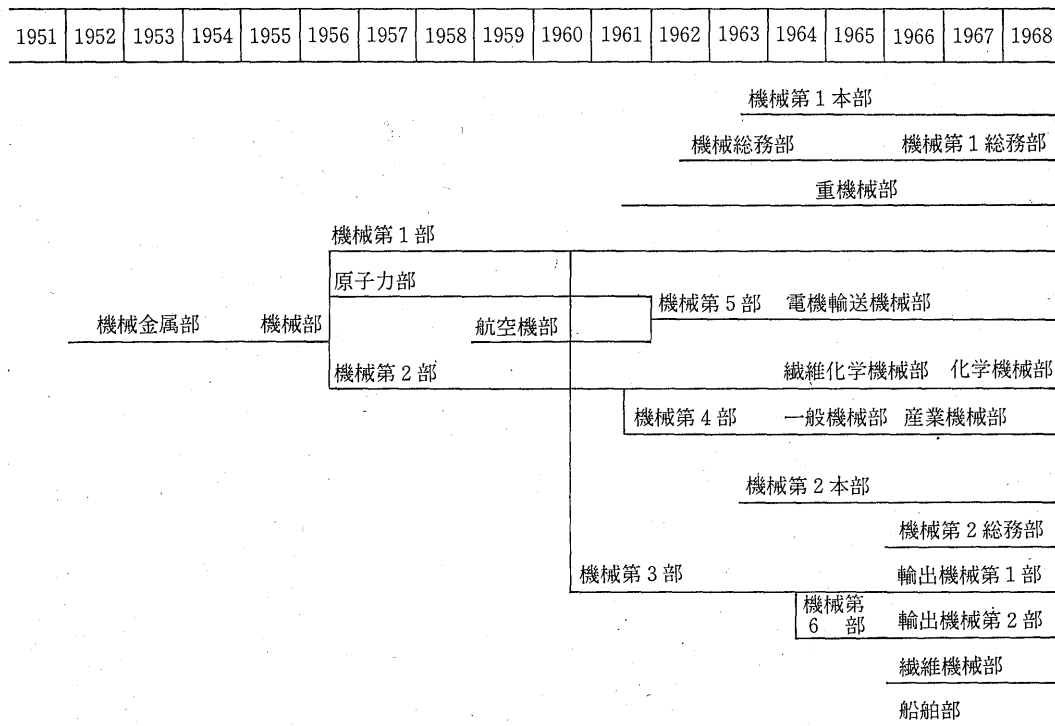 1951 1952 1953 1954 1955 1956 1957 1958 1959 1960 1961 1962 1963 1964 1965 1966 1967 1968
機械第1本部
機械総務部 機械第1総務部
重機械部
機械第1部
原子力部
機械第5部 電機輸送機械部
機械金属部 機械部 航空機部
機械第2部 繊維化学機械部 化学機械部
機械第4部 一般機械部 産業機械部
機械第2本部
機械第2総務部
機械第3部 輸出機械第1部
機械第
6部 輸出機械第2部
繊維機械部
船舶部